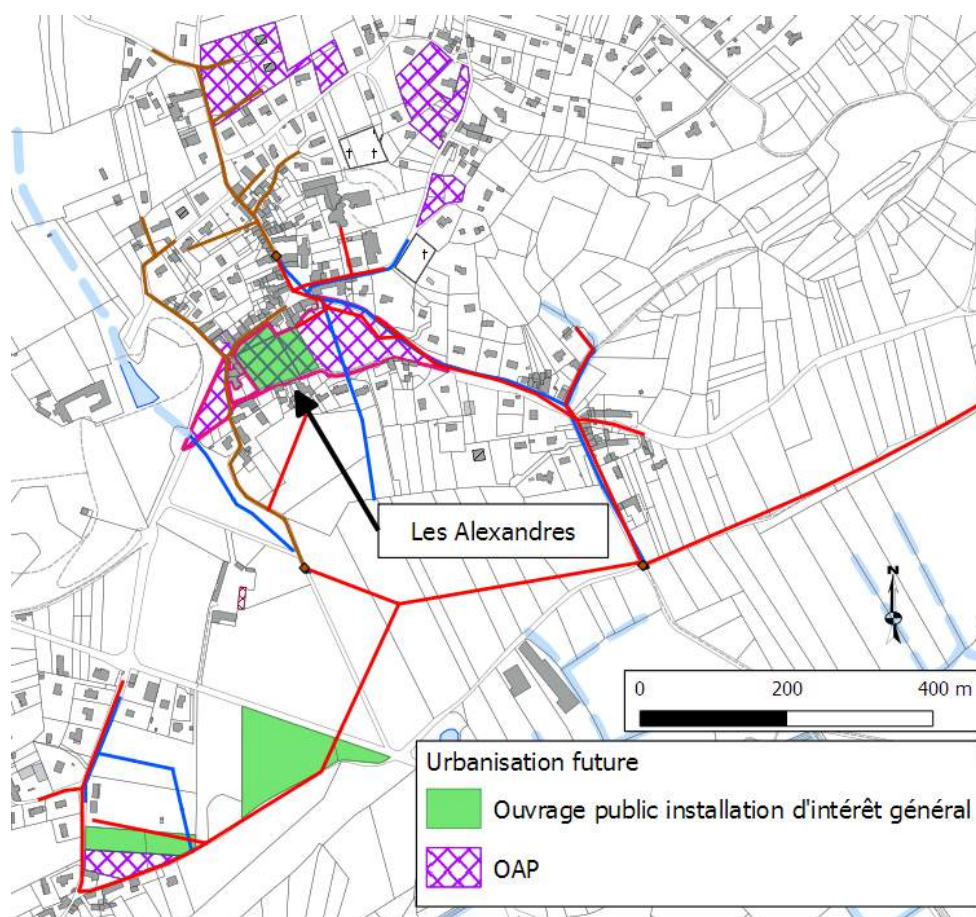 Les Alexandres
N
0 200 400 m
Urbanisation future
Ouvrage public installation d'intérêt général
OAP